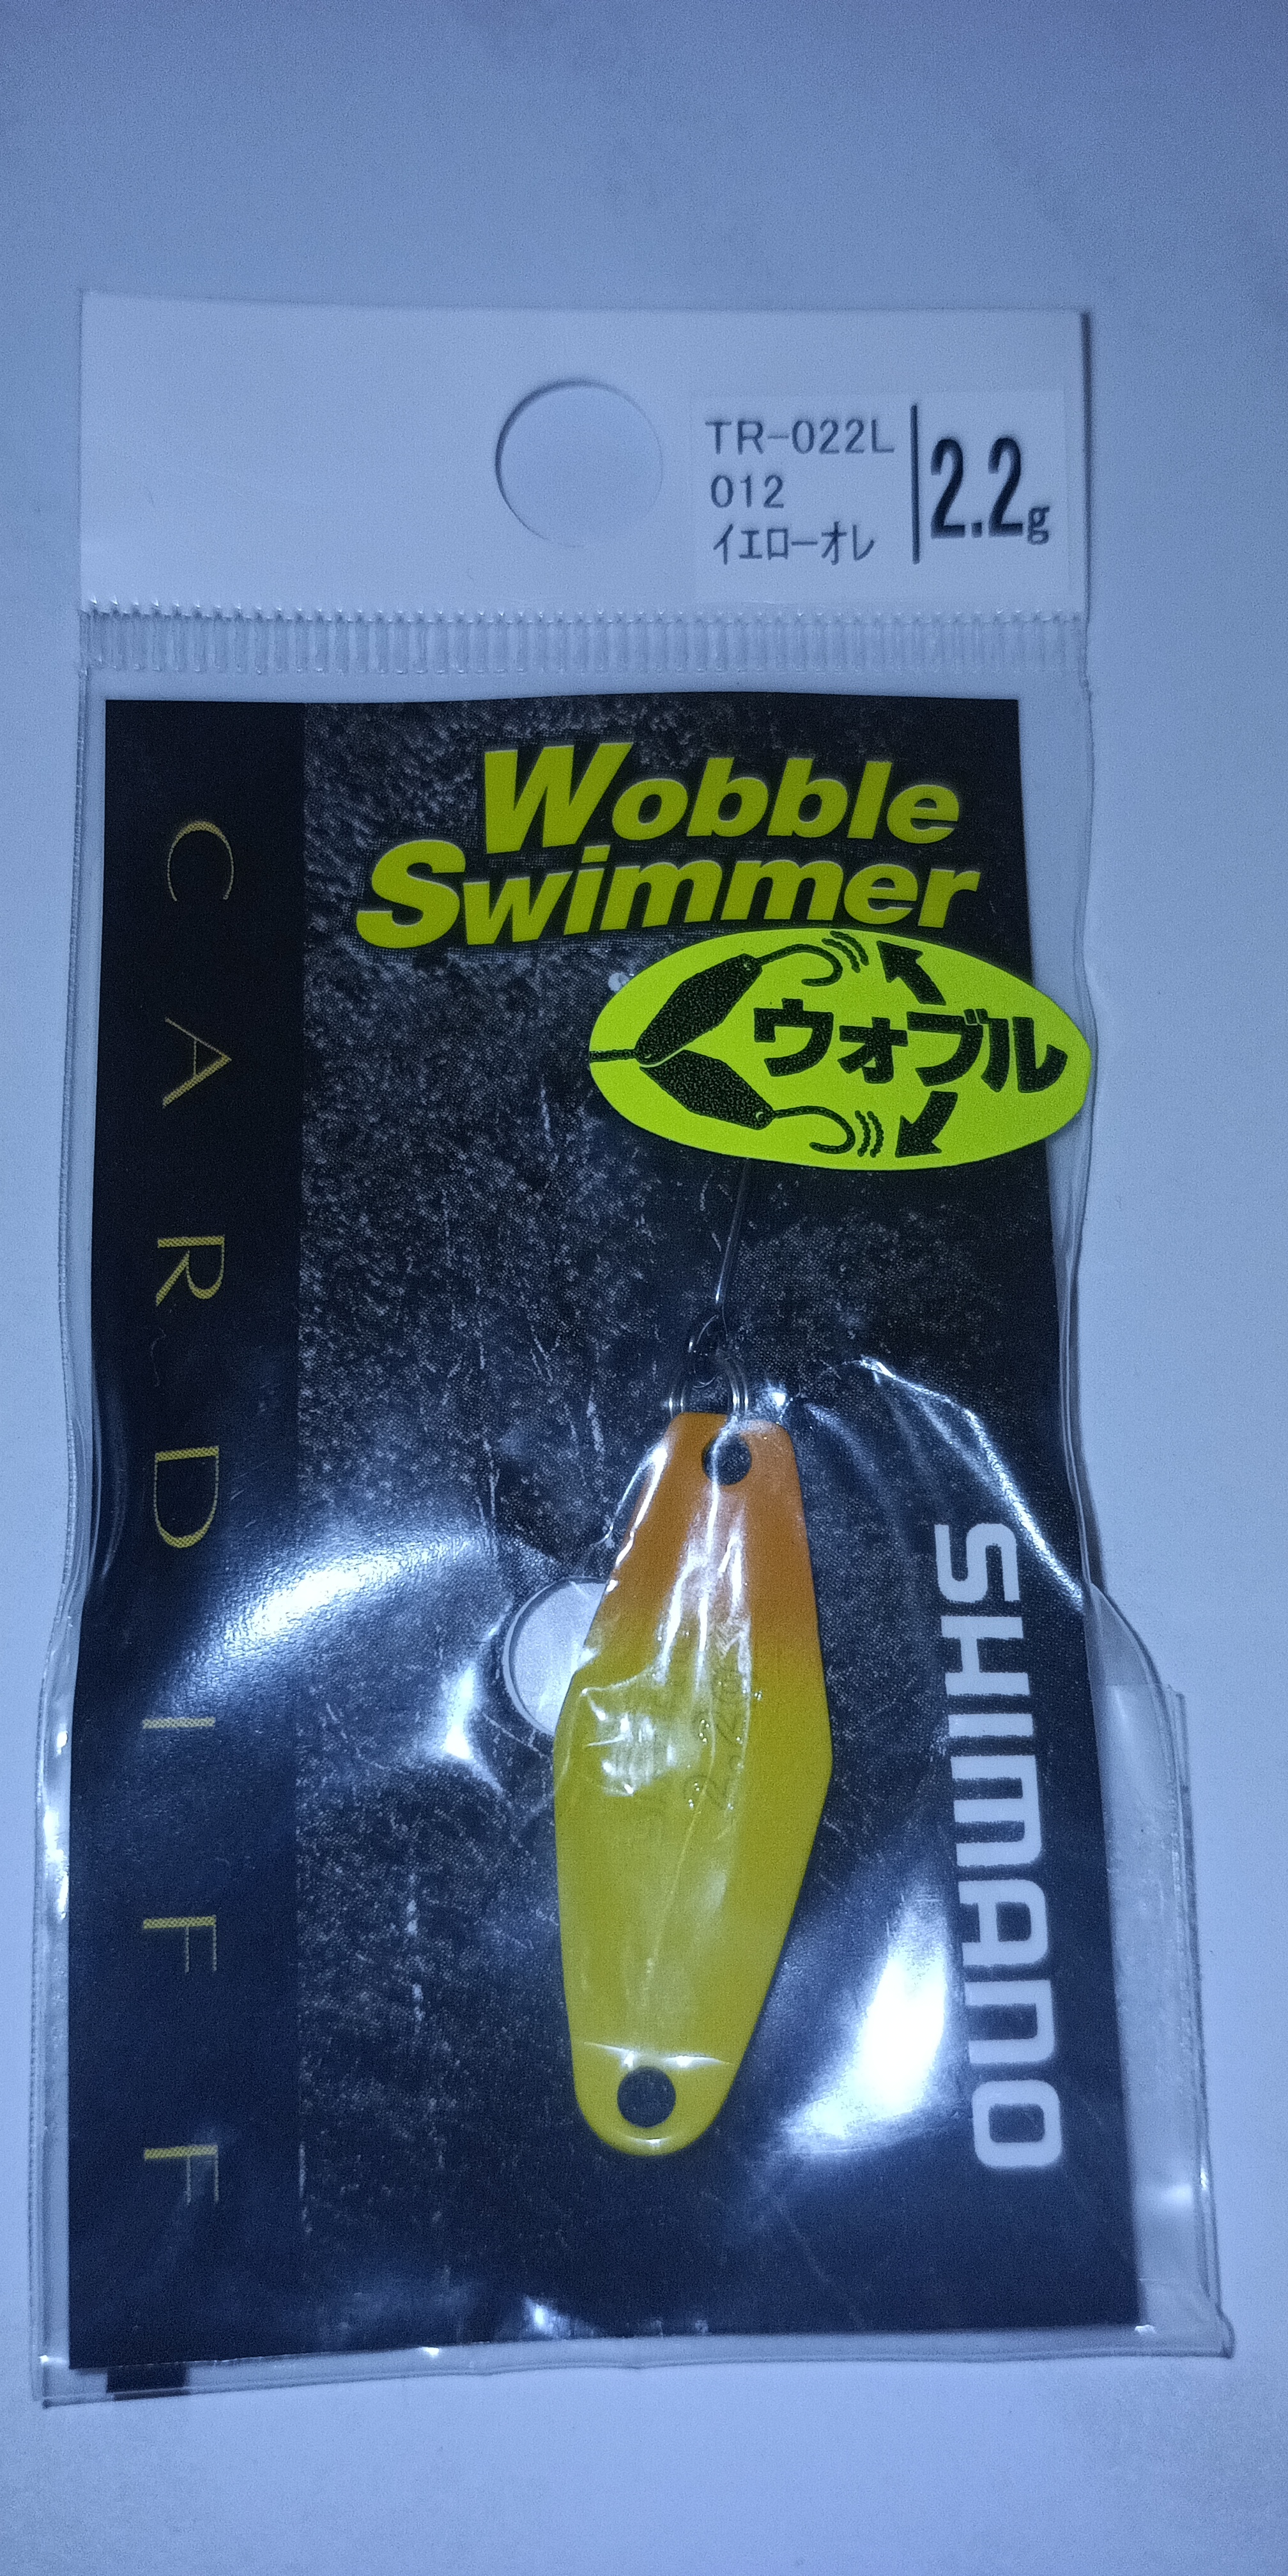 TR-022L
012
イエローオレ
2.2g
Wobble
Swimmer
ウォブル
CARDIFF
SHIMANO